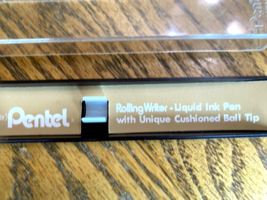 Pentel
RollingWriter - Liquid Ink Pen
with Unique Cushioned Ball Tip